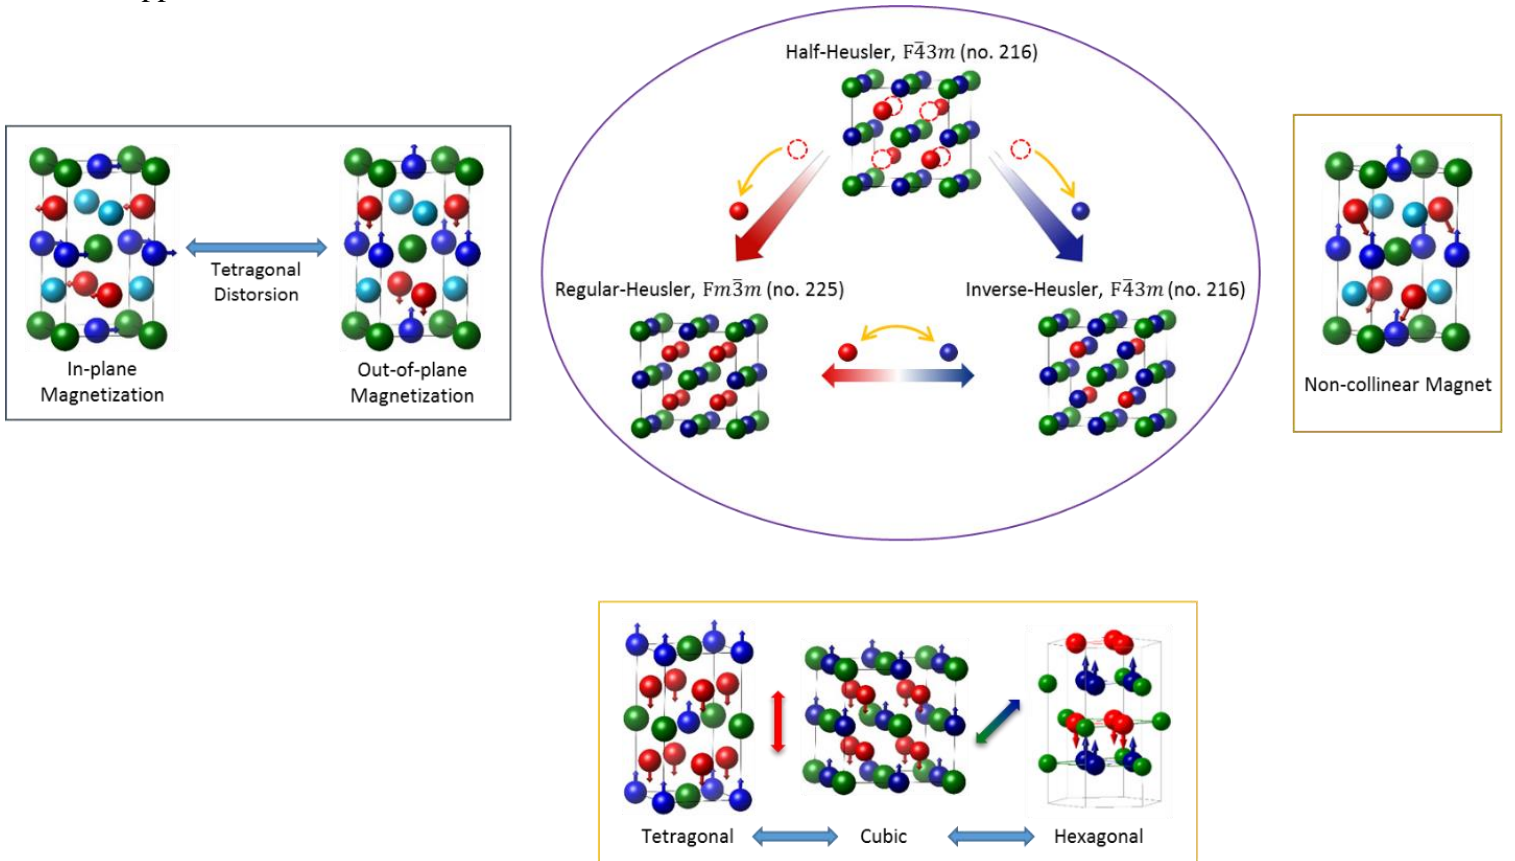 Half-Heusler, F4̅3m (no. 216)
Regular-Heusler, Fm3̅m (no. 225)
Inverse-Heusler, F4̅3m (no. 216)
Tetragonal
Distorsion
In-plane
Magnetization
Out-of-plane
Magnetization
Non-collinear Magnet
Tetragonal
Cubic
Hexagonal